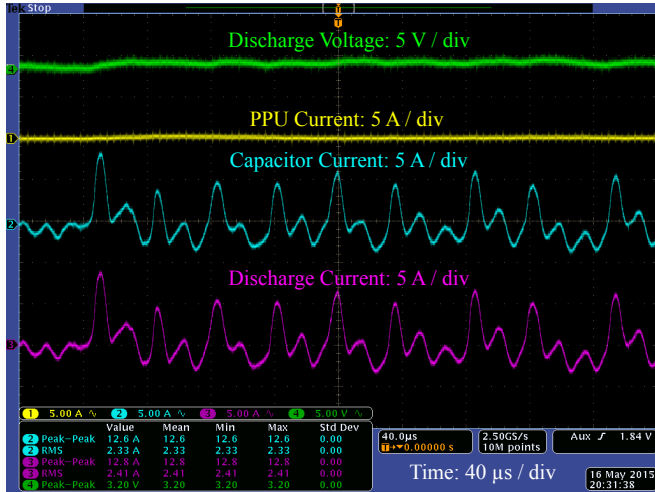 Tek Stop
T
T
Discharge Voltage: 5 V / div
4
PPU Current: 5 A / div
1
Capacitor Current: 5 A / div
2
Discharge Current: 5 A / div
3
1 5.00 A ∿ 2 5.00 A ∿ 3 5.00 A ∿ 4 5.00 V ∿
Value Mean Min Max Std Dev
2 Peak-Peak 12.6 A 12.6 12.6 12.6 0.00
2 RMS 2.33 A 2.33 2.33 2.33 0.00
3 Peak-Peak 12.8 A 12.8 12.8 12.8 0.00
3 RMS 2.41 A 2.41 2.41 2.41 0.00
4 Peak-Peak 3.20 V 3.20 3.20 3.20 0.00
40.0µs
T→▼0.00000 s
2.50GS/s
10M points
Aux ∫ 1.84 V
Time: 40 µs / div
16 May 2015
20:31:38